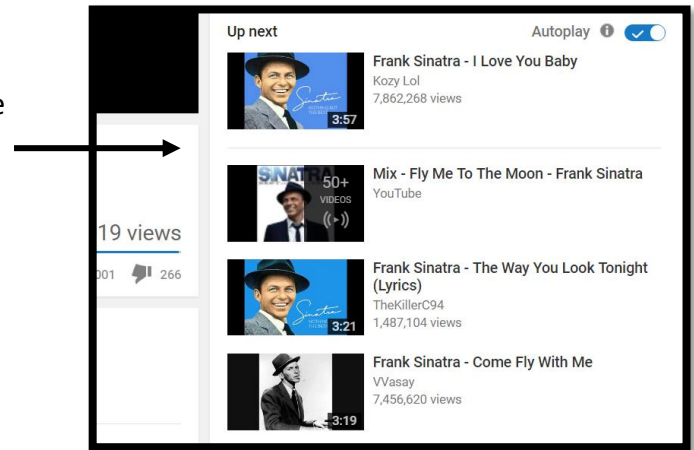 e
Up next
Autoplay
Frank Sinatra - I Love You Baby
Kozy Lol
7,862,268 views
3:57
Mix - Fly Me To The Moon - Frank Sinatra
YouTube
SINATRA
50+
VIDEOS
19 views
001 266
Frank Sinatra - The Way You Look Tonight
(Lyrics)
TheKillerC94
1,487,104 views
Sinatra
3:21
Frank Sinatra - Come Fly With Me
VVasay
7,456,620 views
3:19